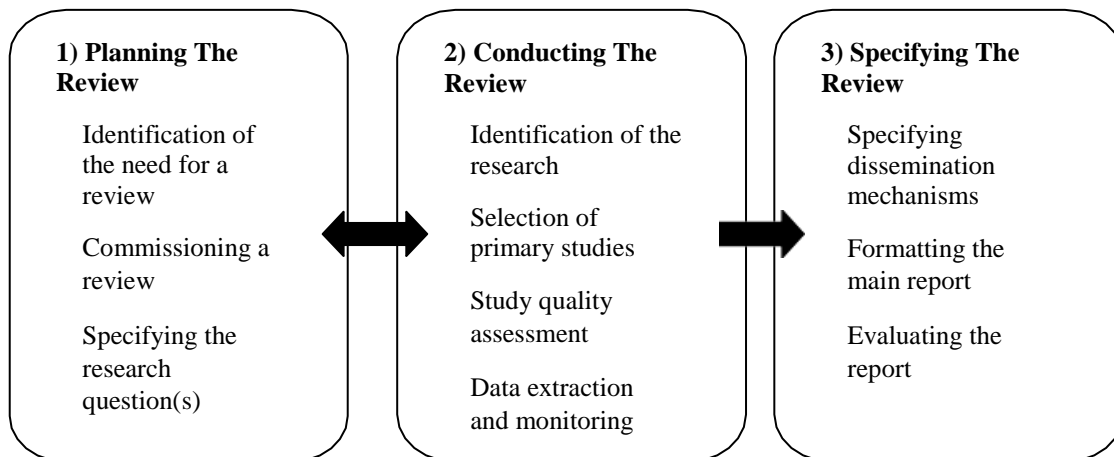 1) Planning The
Review
Identification of
the need for a
review
Commissioning a
review
Specifying the
research
question(s)
2) Conducting The
Review
Identification of the
research
Selection of
primary studies
Study quality
assessment
Data extraction
and monitoring
3) Specifying The
Review
Specifying
dissemination
mechanisms
Formatting the
main report
Evaluating the
report